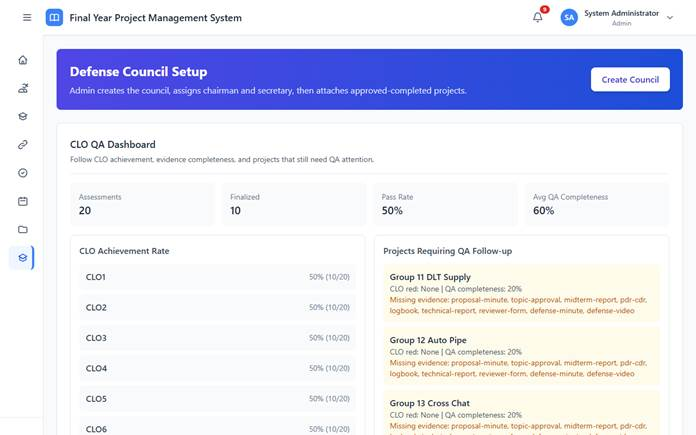 Final Year Project Management System
9
SA
System Administrator
Admin
Defense Council Setup
Admin creates the council, assigns chairman and secretary, then attaches approved-completed projects.
Create Council
CLO QA Dashboard
Follow CLO achievement, evidence completeness, and projects that still need QA attention.
Assessments
20
Finalized
10
Pass Rate
50%
Avg QA Completeness
60%
CLO Achievement Rate
CLO1 50% (10/20)
CLO2 50% (10/20)
CLO3 50% (10/20)
CLO4 50% (10/20)
CLO5 50% (10/20)
CLO6 50% (10/20)
Projects Requiring QA Follow-up
Group 11 DLT Supply
CLO red: None | QA completeness: 20%
Missing evidence: proposal-minute, topic-approval, midterm-report, pdr-cdr,
logbook, technical-report, reviewer-form, defense-minute, defense-video
Group 12 Auto Pipe
CLO red: None | QA completeness: 20%
Missing evidence: proposal-minute, topic-approval, midterm-report, pdr-cdr,
logbook, technical-report, reviewer-form, defense-minute, defense-video
Group 13 Cross Chat
CLO red: None | QA completeness: 20%
Missing evidence: proposal-minute, topic-approval, midterm-report, pdr-cdr,